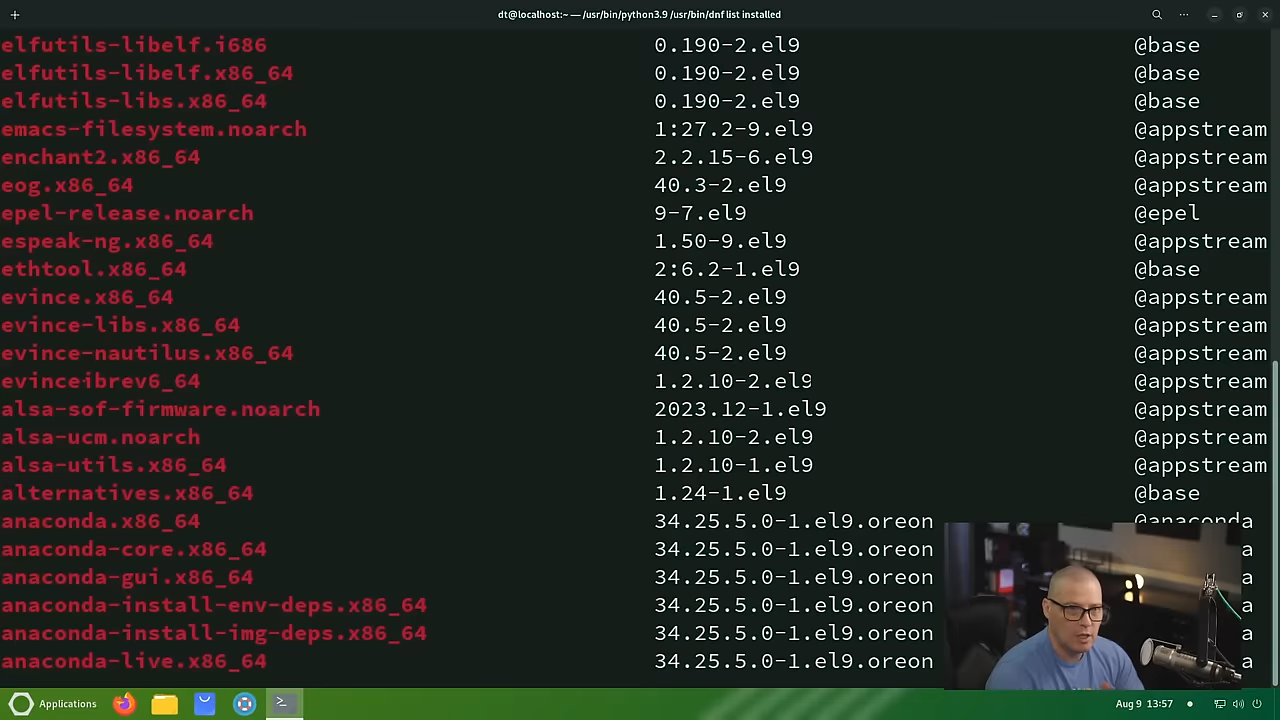 dt@localhost:~ — /usr/bin/python3.9 /usr/bin/dnf list installed
elfutils-libelf.i686 0.190-2.el9 @base
elfutils-libelf.x86_64 0.190-2.el9 @base
elfutils-libs.x86_64 0.190-2.el9 @base
emacs-filesystem.noarch 1:27.2-9.el9 @appstream
enchant2.x86_64 2.2.15-6.el9 @appstream
eog.x86_64 40.3-2.el9 @appstream
epel-release.noarch 9-7.el9 @epel
espeak-ng.x86_64 1.50-9.el9 @appstream
ethtool.x86_64 2:6.2-1.el9 @base
evince.x86_64 40.5-2.el9 @appstream
evince-libs.x86_64 40.5-2.el9 @appstream
evince-nautilus.x86_64 40.5-2.el9 @appstream
evinceibrev6_64 1.2.10-2.el9 @appstream
alsa-sof-firmware.noarch 2023.12-1.el9 @appstream
alsa-ucm.noarch 1.2.10-2.el9 @appstream
alsa-utils.x86_64 1.2.10-1.el9 @appstream
alternatives.x86_64 1.24-1.el9 @base
anaconda.x86_64 34.25.5.0-1.el9.oreon @anaconda
anaconda-core.x86_64 34.25.5.0-1.el9.oreon a
anaconda-gui.x86_64 34.25.5.0-1.el9.oreon a
anaconda-install-env-deps.x86_64 34.25.5.0-1.el9.oreon a
anaconda-install-img-deps.x86_64 34.25.5.0-1.el9.oreon a
anaconda-live.x86_64 34.25.5.0-1.el9.oreon a
Applications Aug 9 13:57